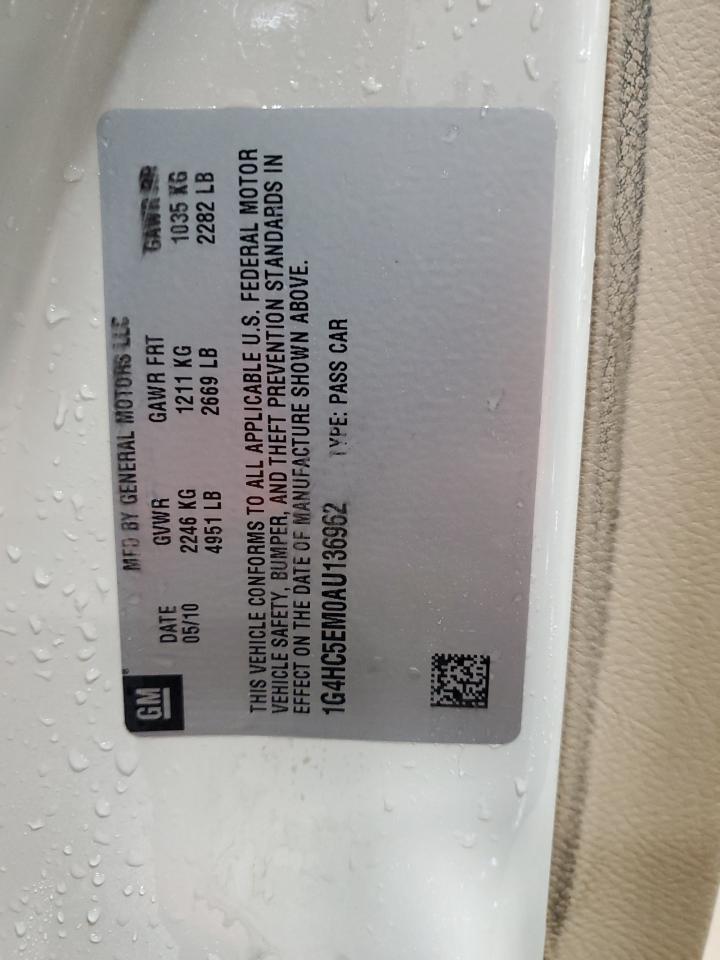 GM
MFD BY GENERAL MOTORS LLC
DATE GVWR GAWR FRT GAWR RR
05/10 2246 KG 1211 KG 1035 KG
4951 LB 2669 LB 2282 LB
THIS VEHICLE CONFORMS TO ALL APPLICABLE U.S. FEDERAL MOTOR
VEHICLE SAFETY, BUMPER, AND THEFT PREVENTION STANDARDS IN
EFFECT ON THE DATE OF MANUFACTURE SHOWN ABOVE.
1G4HC5EM0AU136962 TYPE: PASS CAR